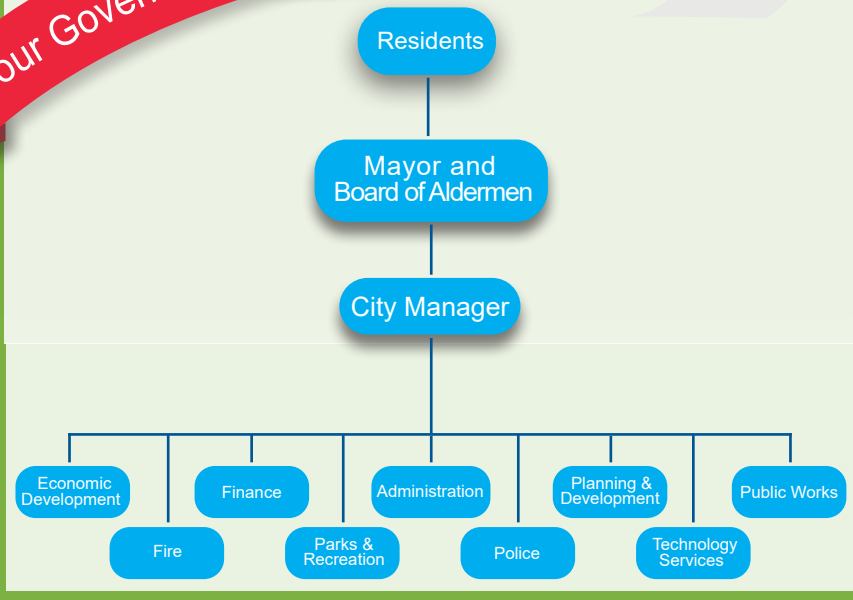 our
Residents
Mayor and
Board of Aldermen
City Manager
Economic
Development
Finance
Administration
Planning &
Development
Public Works
Fire
Parks &
Recreation
Police
Technology
Services